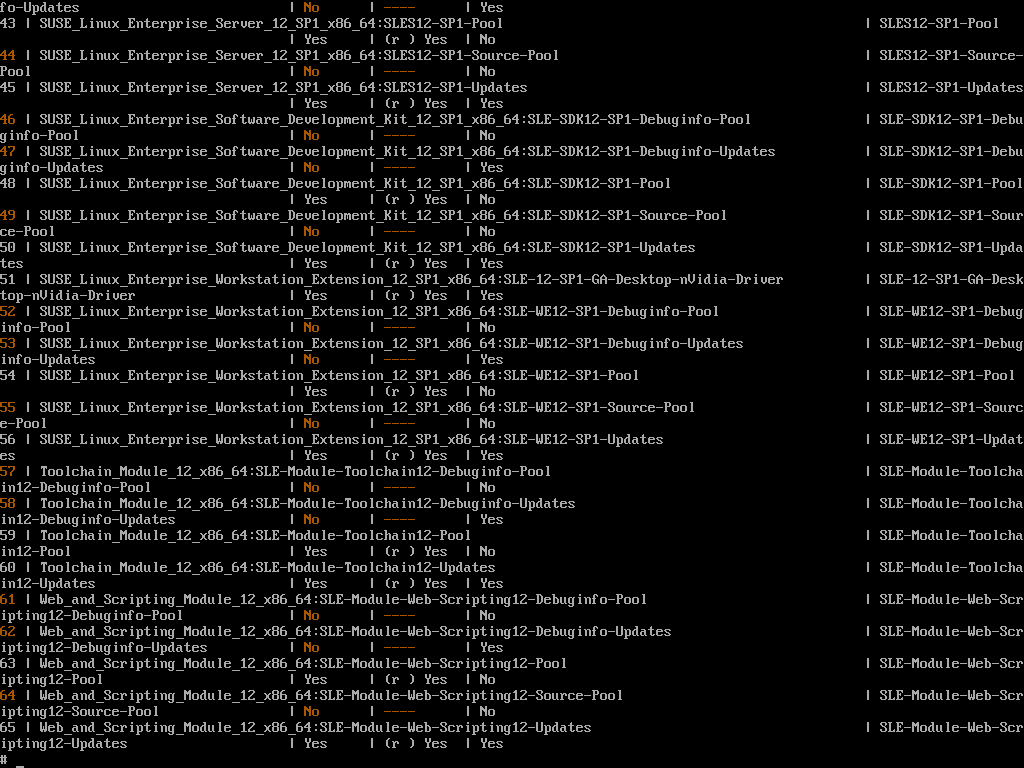 fo-Updates | No | ---- | Yes
43 | SUSE_Linux_Enterprise_Server_12_SP1_x86_64:SLES12-SP1-Pool | SLES12-SP1-Pool
| Yes | (r ) Yes | No
44 | SUSE_Linux_Enterprise_Server_12_SP1_x86_64:SLES12-SP1-Source-Pool | SLES12-SP1-Source-
Pool | No | ---- | No
45 | SUSE_Linux_Enterprise_Server_12_SP1_x86_64:SLES12-SP1-Updates | SLES12-SP1-Updates
| Yes | (r ) Yes | Yes
46 | SUSE_Linux_Enterprise_Software_Development_Kit_12_SP1_x86_64:SLE-SDK12-SP1-Debuginfo-Pool | SLE-SDK12-SP1-Debu
ginfo-Pool | No | ---- | No
47 | SUSE_Linux_Enterprise_Software_Development_Kit_12_SP1_x86_64:SLE-SDK12-SP1-Debuginfo-Updates | SLE-SDK12-SP1-Debu
ginfo-Updates | No | ---- | Yes
48 | SUSE_Linux_Enterprise_Software_Development_Kit_12_SP1_x86_64:SLE-SDK12-SP1-Pool | SLE-SDK12-SP1-Pool
| Yes | (r ) Yes | No
49 | SUSE_Linux_Enterprise_Software_Development_Kit_12_SP1_x86_64:SLE-SDK12-SP1-Source-Pool | SLE-SDK12-SP1-Sour
ce-Pool | No | ---- | No
50 | SUSE_Linux_Enterprise_Software_Development_Kit_12_SP1_x86_64:SLE-SDK12-SP1-Updates | SLE-SDK12-SP1-Upda
tes | Yes | (r ) Yes | Yes
51 | SUSE_Linux_Enterprise_Workstation_Extension_12_SP1_x86_64:SLE-12-SP1-GA-Desktop-nVidia-Driver | SLE-12-SP1-GA-Desk
top-nVidia-Driver | Yes | (r ) Yes | Yes
52 | SUSE_Linux_Enterprise_Workstation_Extension_12_SP1_x86_64:SLE-WE12-SP1-Debuginfo-Pool | SLE-WE12-SP1-Debug
info-Pool | No | ---- | No
53 | SUSE_Linux_Enterprise_Workstation_Extension_12_SP1_x86_64:SLE-WE12-SP1-Debuginfo-Updates | SLE-WE12-SP1-Debug
info-Updates | No | ---- | Yes
54 | SUSE_Linux_Enterprise_Workstation_Extension_12_SP1_x86_64:SLE-WE12-SP1-Pool | SLE-WE12-SP1-Pool
| Yes | (r ) Yes | No
55 | SUSE_Linux_Enterprise_Workstation_Extension_12_SP1_x86_64:SLE-WE12-SP1-Source-Pool | SLE-WE12-SP1-Sourc
e-Pool | No | ---- | No
56 | SUSE_Linux_Enterprise_Workstation_Extension_12_SP1_x86_64:SLE-WE12-SP1-Updates | SLE-WE12-SP1-Updat
es | Yes | (r ) Yes | Yes
57 | Toolchain_Module_12_x86_64:SLE-Module-Toolchain12-Debuginfo-Pool | SLE-Module-Toolcha
in12-Debuginfo-Pool | No | ---- | No
58 | Toolchain_Module_12_x86_64:SLE-Module-Toolchain12-Debuginfo-Updates | SLE-Module-Toolcha
in12-Debuginfo-Updates | No | ---- | Yes
59 | Toolchain_Module_12_x86_64:SLE-Module-Toolchain12-Pool | SLE-Module-Toolcha
in12-Pool | Yes | (r ) Yes | No
60 | Toolchain_Module_12_x86_64:SLE-Module-Toolchain12-Updates | SLE-Module-Toolcha
in12-Updates | Yes | (r ) Yes | Yes
61 | Web_and_Scripting_Module_12_x86_64:SLE-Module-Web-Scripting12-Debuginfo-Pool | SLE-Module-Web-Scr
ipting12-Debuginfo-Pool | No | ---- | No
62 | Web_and_Scripting_Module_12_x86_64:SLE-Module-Web-Scripting12-Debuginfo-Updates | SLE-Module-Web-Scr
ipting12-Debuginfo-Updates | No | ---- | Yes
63 | Web_and_Scripting_Module_12_x86_64:SLE-Module-Web-Scripting12-Pool | SLE-Module-Web-Scr
ipting12-Pool | Yes | (r ) Yes | No
64 | Web_and_Scripting_Module_12_x86_64:SLE-Module-Web-Scripting12-Source-Pool | SLE-Module-Web-Scr
ipting12-Source-Pool | No | ---- | No
65 | Web_and_Scripting_Module_12_x86_64:SLE-Module-Web-Scripting12-Updates | SLE-Module-Web-Scr
ipting12-Updates | Yes | (r ) Yes | Yes
# _